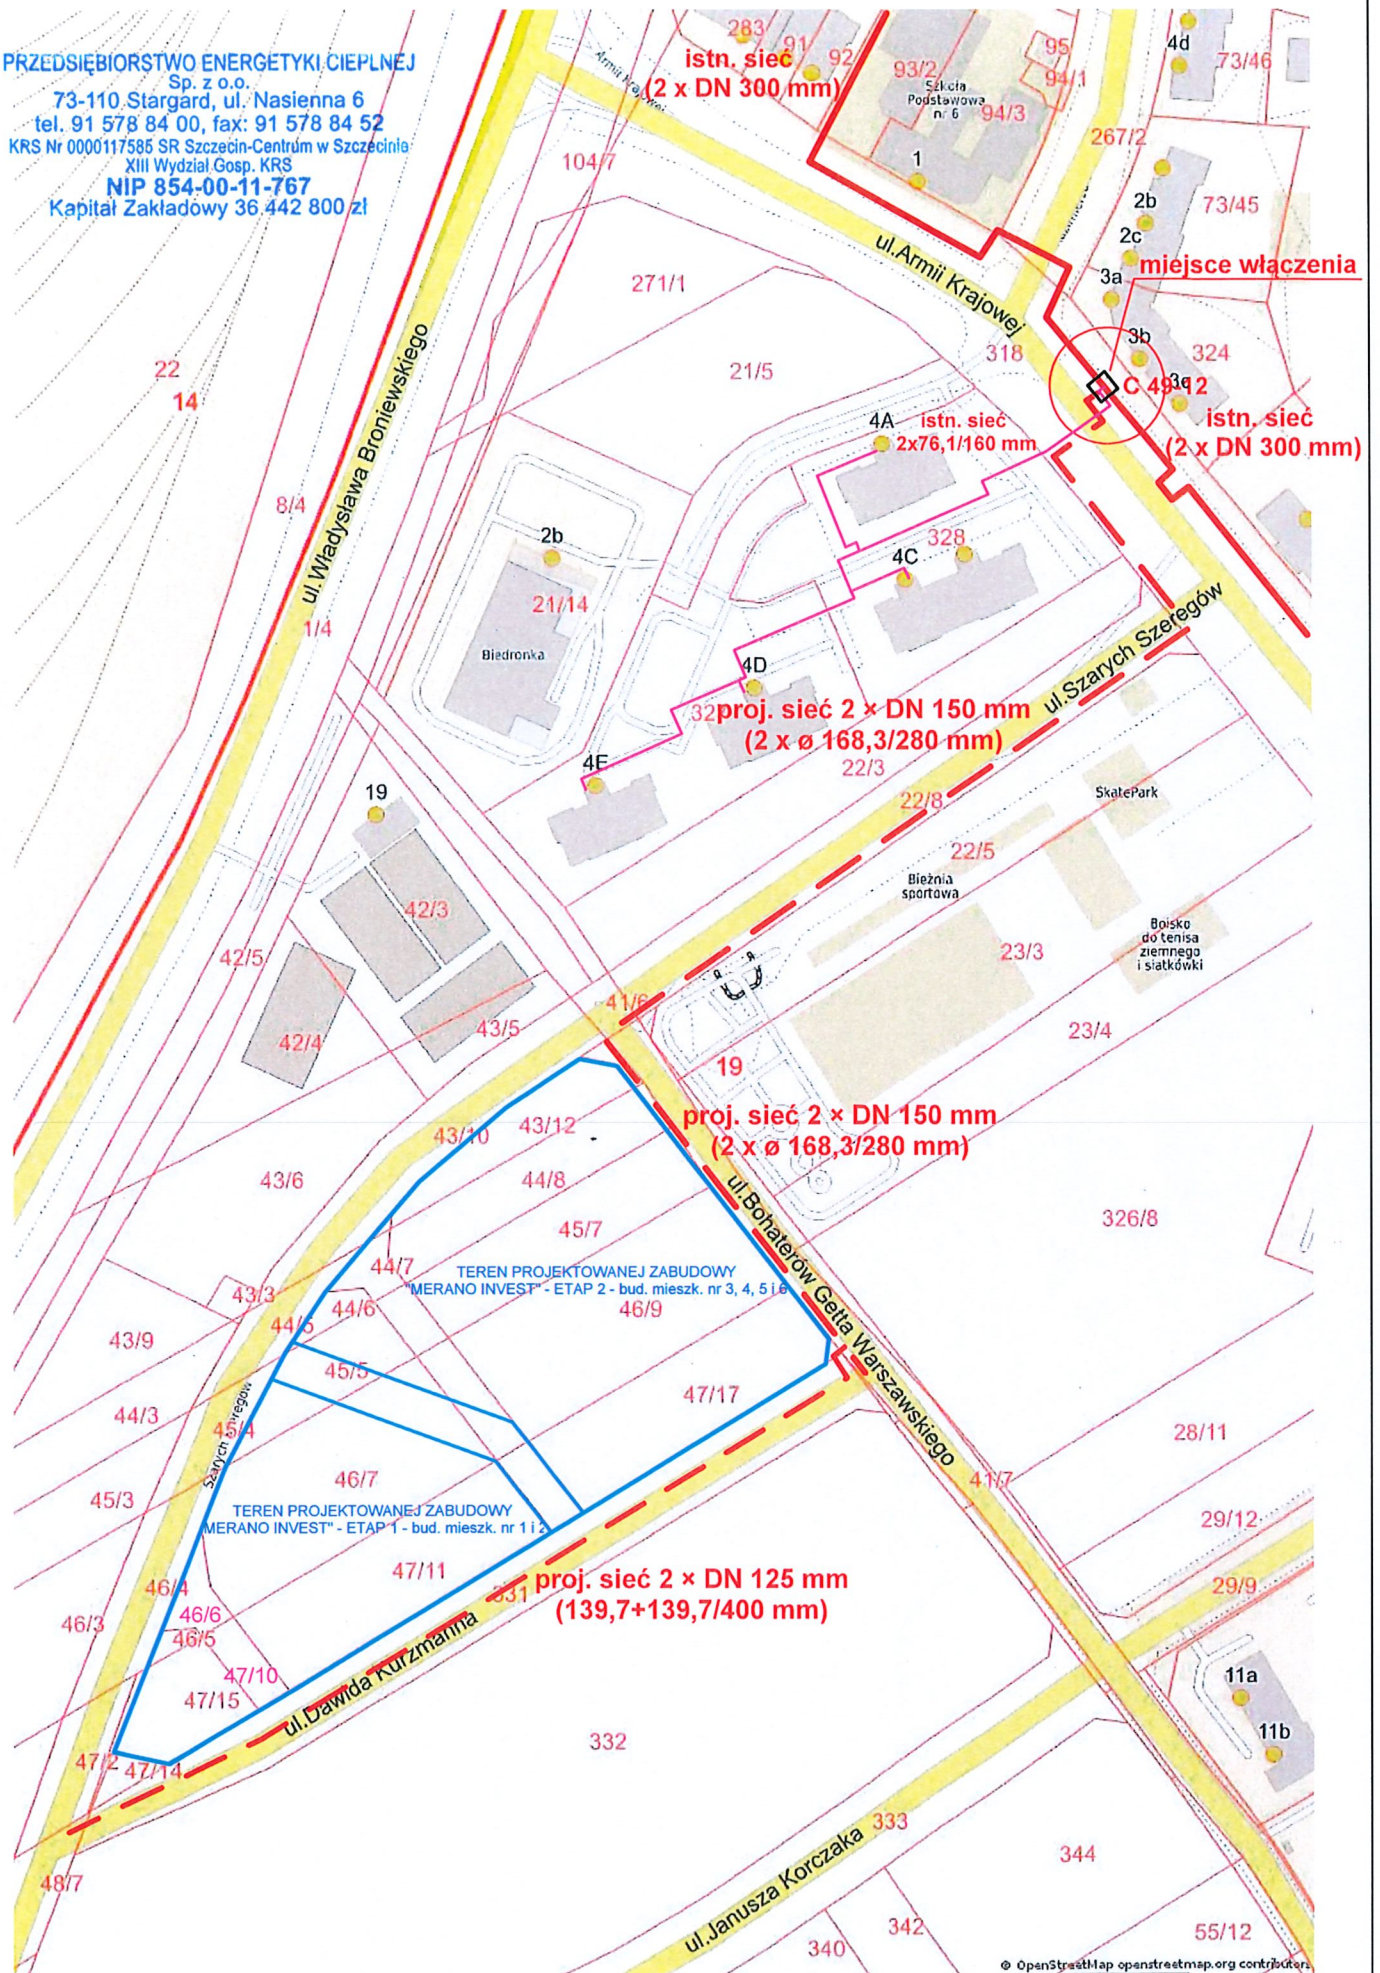 PRZEDSIĘBIORSTWO ENERGETYKI CIEPLNEJ
Sp. z o.o.
73-110 Stargard, ul. Nasienna 6
tel. 91 578 84 00, fax: 91 578 84 52
KRS Nr 0000117585 SR Szczecin-Centrum w Szczecinie
XIII Wydział Gosp. KRS
NIP 854-00-11-767
Kapitał Zakładowy 36 442 800 zł
283
91
92
istn. sieć
(2 x DN 300 mm)
Armii Krajowej
93/2
Szkoła
Podstawowa
nr 6
94/3
95
94/1
4d
73/46
267/2
104/7
1
2b
73/45
2c
3a
miejsce włączenia
ul.Armii Krajowej
271/1
318
3b
324
21/5
C 49-12
3c
istn. sieć
(2 x DN 300 mm)
22
14
ul.Władysława Broniewskiego
4A
istn. sieć
2x76,1/160 mm
8/4
2b
328
4C
21/14
1/4
Biedronka
4D
ul.Szarych Szeregów
proj. sieć 2 × DN 150 mm
(2 x ø 168,3/280 mm)
22/3
4E
22/8
SkatePark
19
22/5
Bieżnia
sportowa
42/3
Boisko
do tenisa
ziemnego
i siatkówki
42/5
23/3
41/6
42/4
43/5
23/4
19
43/10
43/12
proj. sieć 2 × DN 150 mm
(2 x ø 168,3/280 mm)
43/6
44/8
45/7
326/8
ul.Bohaterów Getta Warszawskiego
44/7
TEREN PROJEKTOWANEJ ZABUDOWY
"MERANO INVEST" - ETAP 2 - bud. mieszk. nr 3, 4, 5 i 6
43/3
44/6
46/9
44/5
43/9
45/5
47/17
44/3
45/4
Szarych Szeregów
28/11
46/7
41/7
45/3
TEREN PROJEKTOWANEJ ZABUDOWY
MERANO INVEST" - ETAP 1 - bud. mieszk. nr 1 i 2
29/12
47/11
proj. sieć 2 × DN 125 mm
(139,7+139,7/400 mm)
331
46/4
29/9
46/6
46/3
46/5
47/10
47/15
ul.Dawida Kurzmanna
11a
332
11b
47/2
47/14
333
344
48/7
ul.Janusza Korczaka
342
340
55/12
© OpenStreetMap openstreetmap.org contributors